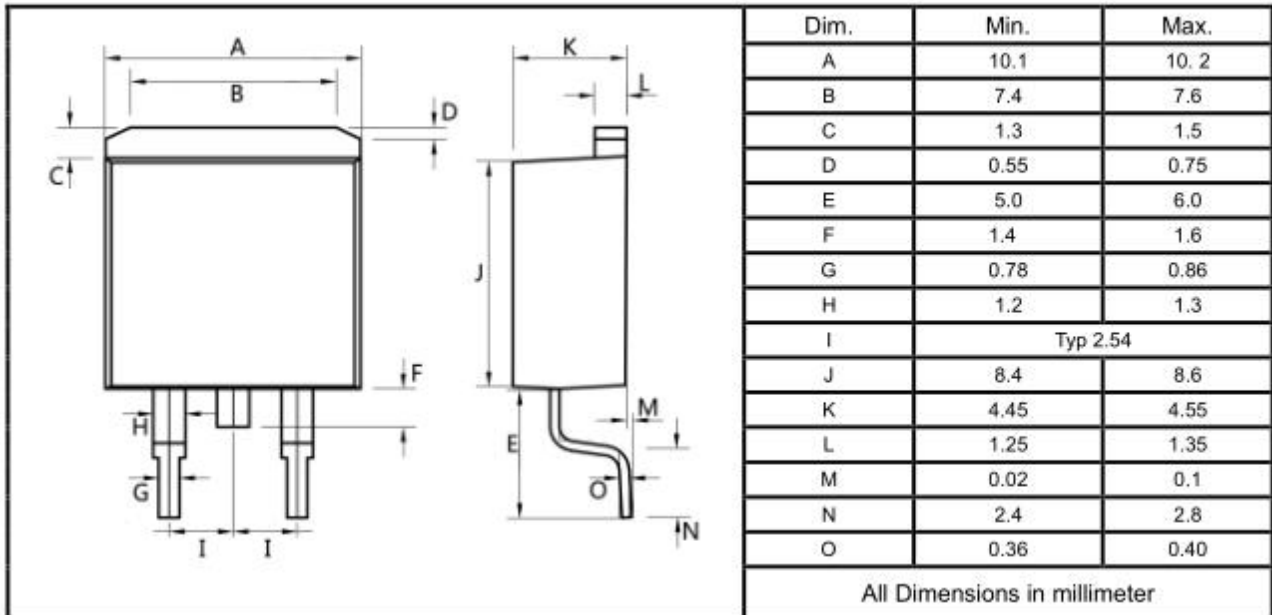 A
B
C
D
K
L
J
F
H
G
I I
E
M
O
N
Dim. Min. Max.
A 10.1 10. 2
B 7.4 7.6
C 1.3 1.5
D 0.55 0.75
E 5.0 6.0
F 1.4 1.6
G 0.78 0.86
H 1.2 1.3
I Typ 2.54
J 8.4 8.6
K 4.45 4.55
L 1.25 1.35
M 0.02 0.1
N 2.4 2.8
O 0.36 0.40
All Dimensions in millimeter